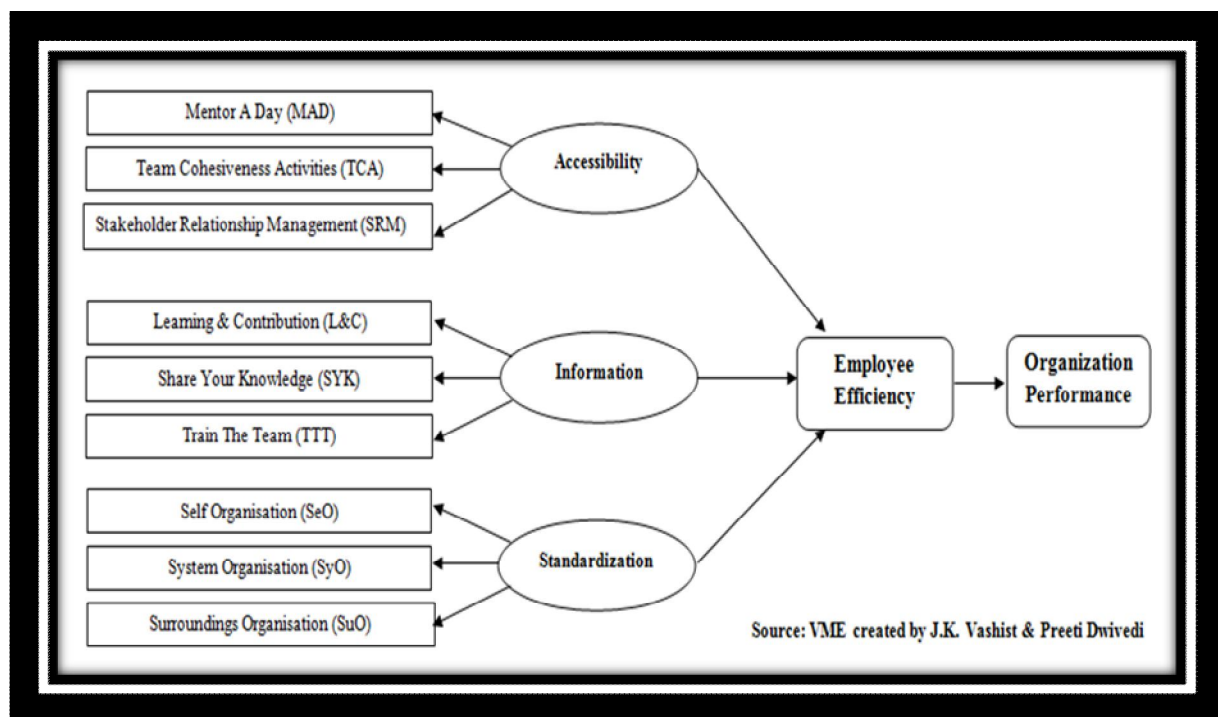 Mentor A Day (MAD)
Team Cohesiveness Activities (TCA)
Stakeholder Relationship Management (SRM)
Accessibility
Learning & Contribution (L&C)
Share Your Knowledge (SYK)
Train The Team (TTT)
Information
Self Organisation (SeO)
System Organisation (SyO)
Surroundings Organisation (SuO)
Standardization
Employee
Efficiency
Organization
Performance
Source: VME created by J.K. Vashist & Preeti Dwivedi